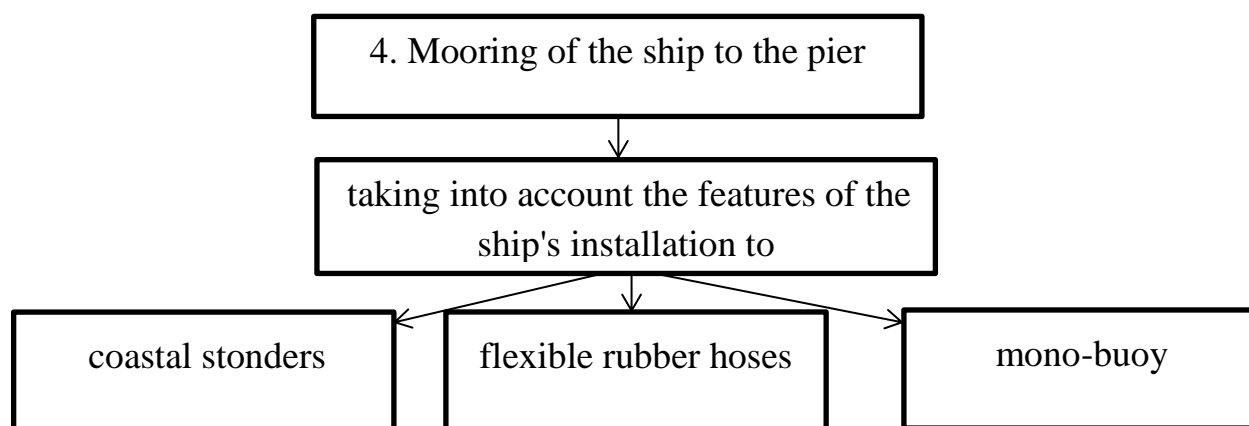 4. Mooring of the ship to the pier
taking into account the features of the
ship's installation to
coastal stonders
flexible rubber hoses
mono-buoy